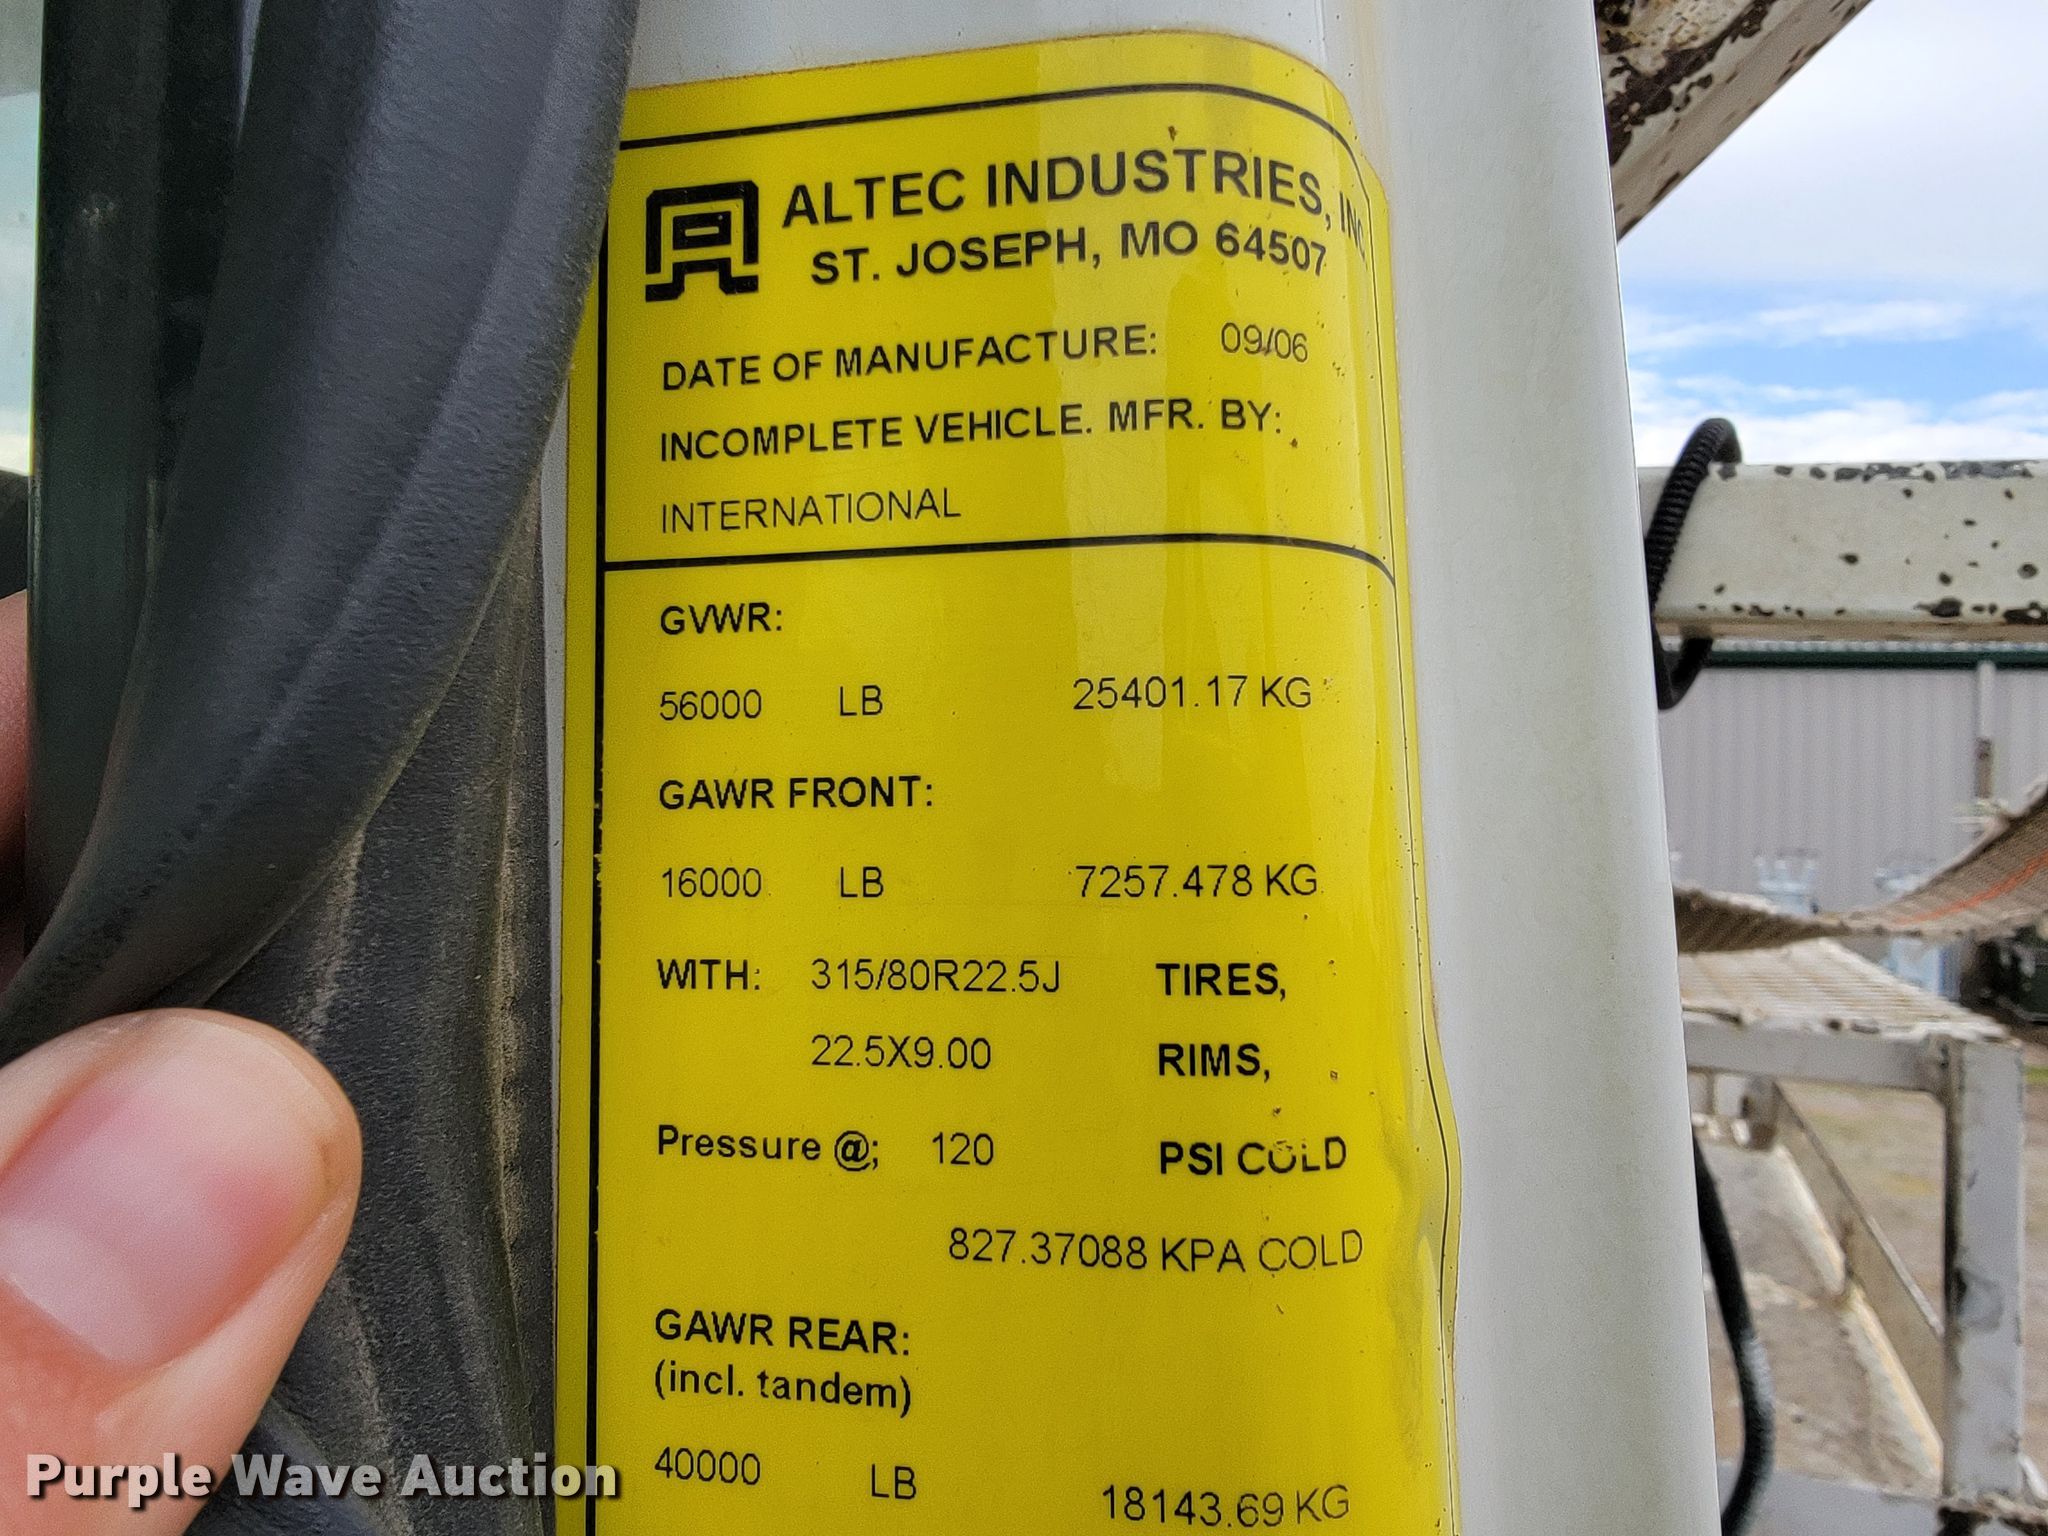 ALTEC INDUSTRIES, INC
ST. JOSEPH, MO 64507
DATE OF MANUFACTURE: 09/06
INCOMPLETE VEHICLE. MFR. BY:
INTERNATIONAL
GVWR:
56000 LB 25401.17 KG
GAWR FRONT:
16000 LB 7257.478 KG
WITH: 315/80R22.5J TIRES,
22.5X9.00 RIMS,
Pressure @; 120 PSI COLD
827.37088 KPA COLD
GAWR REAR:
(incl. tandem)
40000 LB 18143.69 KG
Purple Wave Auction